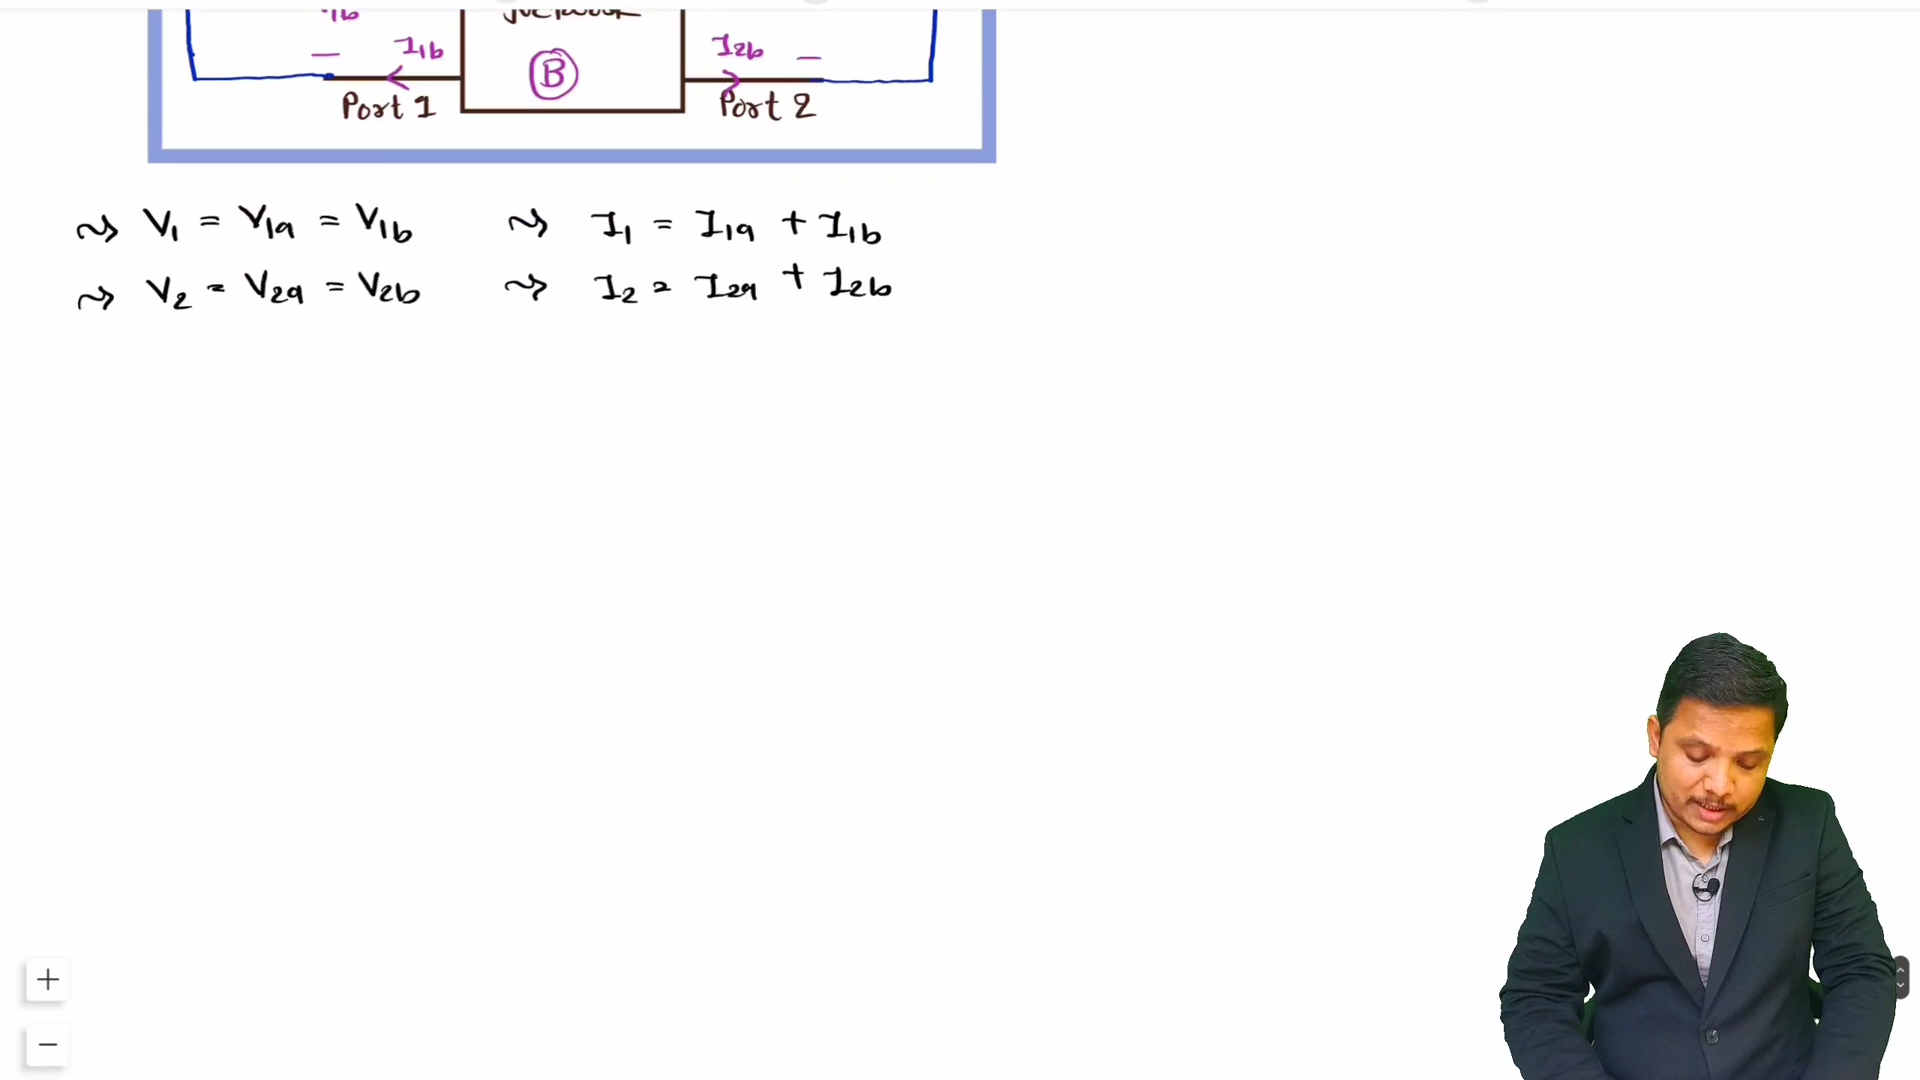 I1b
I2b
B
Port 1
Port 2
V1 = V1a = V1b
I1 = I1a + I1b
V2 = V2a = V2b
I2 = I2a + I2b